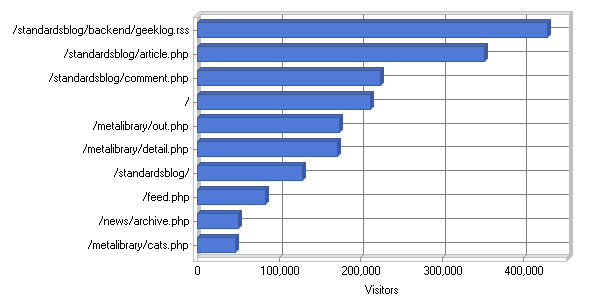 /standardsblog/backend/geeklog.rss
/standardsblog/article.php
/standardsblog/comment.php
/
/metalibrary/out.php
/metalibrary/detail.php
/standardsblog/
/feed.php
/news/archive.php
/metalibrary/cats.php
0 100,000 200,000 300,000 400,000
Visitors